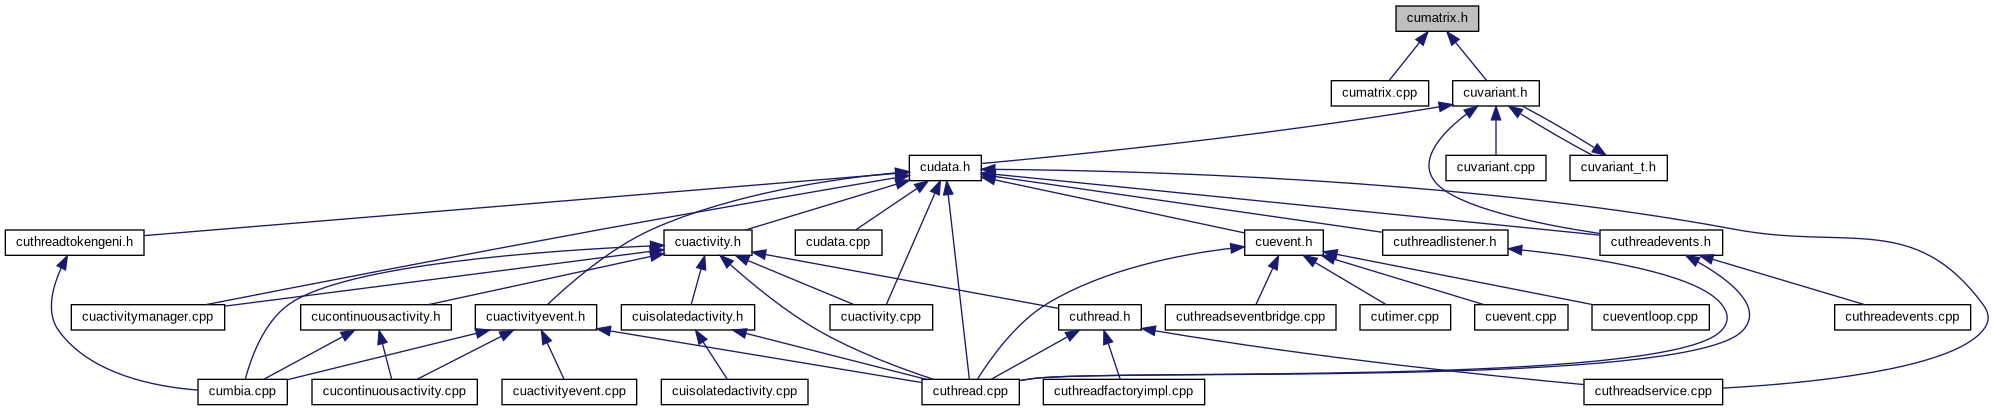 cumatrix.h
cumatrix.cpp
cuvariant.h
cudata.h
cuvariant.cpp
cuvariant_t.h
cuthreadtokengeni.h
cuactivity.h
cudata.cpp
cuevent.h
cuthreadlistener.h
cuthreadevents.h
cuactivitymanager.cpp
cucontinuousactivity.h
cuactivityevent.h
cuisolatedactivity.h
cuactivity.cpp
cuthread.h
cuthreadseventbridge.cpp
cutimer.cpp
cuevent.cpp
cueventloop.cpp
cuthreadevents.cpp
cumbia.cpp
cucontinuousactivity.cpp
cuactivityevent.cpp
cuisolatedactivity.cpp
cuthread.cpp
cuthreadfactoryimpl.cpp
cuthreadservice.cpp